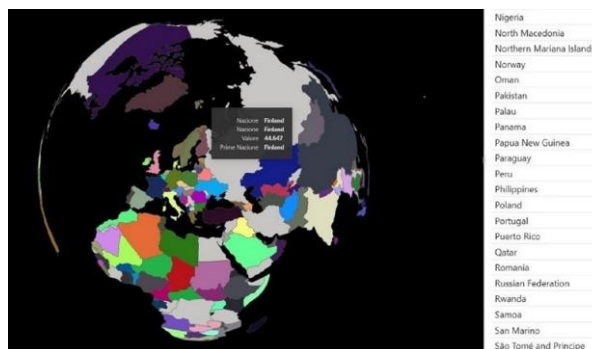 Nazione Finland
Nazione Finland
Valore 44.647
Prime Nazione Finland
Nigeria
North Macedonia
Northern Mariana Island
Norway
Oman
Pakistan
Palau
Panama
Papua New Guinea
Paraguay
Peru
Philippines
Poland
Portugal
Puerto Rico
Qatar
Romania
Russian Federation
Rwanda
Samoa
San Marino
São Tomé and Principe